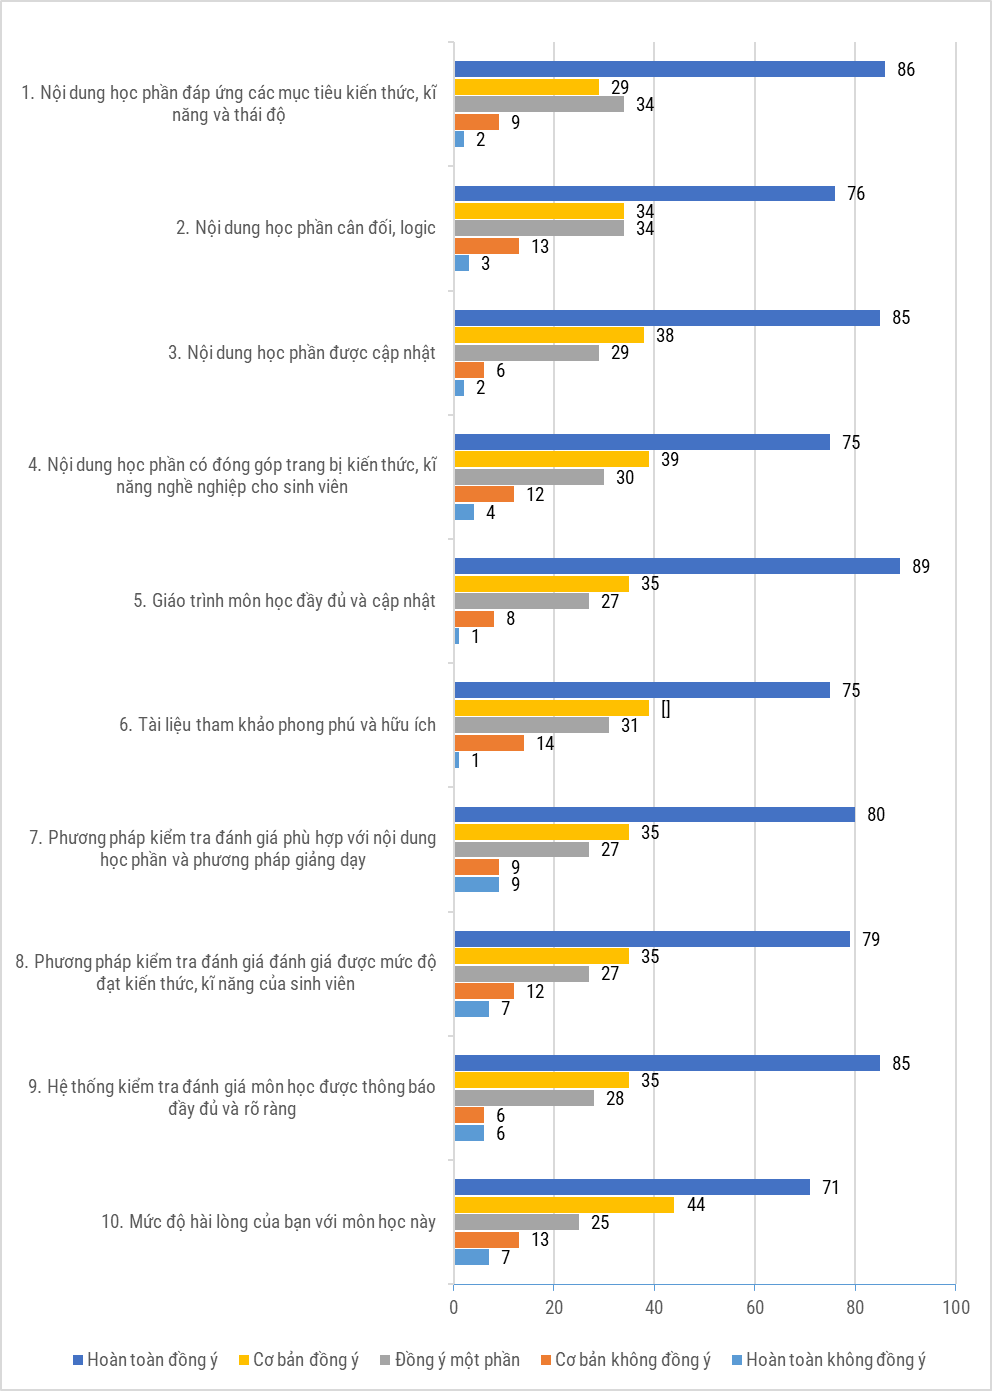 1. Nội dung học phần đáp ứng các mục tiêu kiến thức, kĩ
năng và thái độ
86
29
34
9
2
2. Nội dung học phần cân đối, logic
76
34
34
13
3
3. Nội dung học phần được cập nhật
85
38
29
6
2
4. Nội dung học phần có đóng góp trang bị kiến thức, kĩ
năng nghề nghiệp cho sinh viên
75
39
30
12
4
5. Giáo trình môn học đầy đủ và cập nhật
89
35
27
8
1
6. Tài liệu tham khảo phong phú và hữu ích
75
[]
31
14
1
7. Phương pháp kiểm tra đánh giá phù hợp với nội dung
học phần và phương pháp giảng dạy
80
35
27
9
9
8. Phương pháp kiểm tra đánh giá đánh giá được mức độ
đạt kiến thức, kĩ năng của sinh viên
79
35
27
12
7
9. Hệ thống kiểm tra đánh giá môn học được thông báo
đầy đủ và rõ ràng
85
35
28
6
6
10. Mức độ hài lòng của bạn với môn học này
71
44
25
13
7
0 20 40 60 80 100
Hoàn toàn đồng ý Cơ bản đồng ý Đồng ý một phần Cơ bản không đồng ý Hoàn toàn không đồng ý